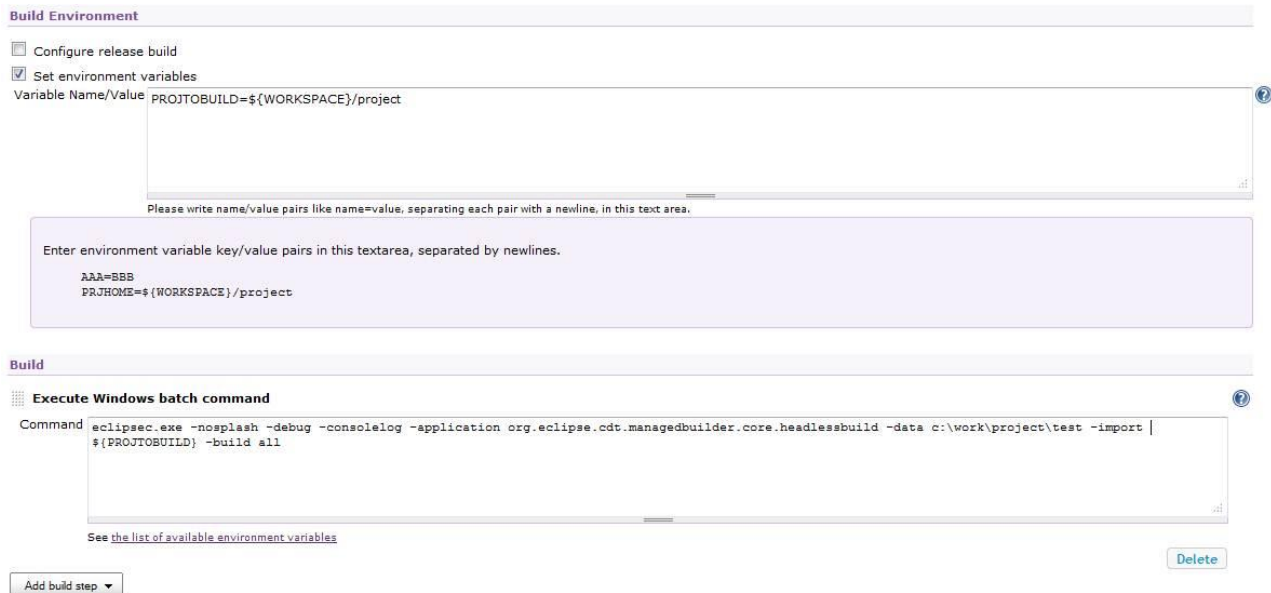 Build Environment
Configure release build
Set environment variables
Variable Name/Value PROJTOBUILD=${WORKSPACE}/project
Please write name/value pairs like name=value, separating each pair with a newline, in this text area.
Enter environment variable key/value pairs in this textarea, separated by newlines.
AAA=BBB
PRJHOME=${WORKSPACE}/project
Build
Execute Windows batch command
Command eclipsec.exe -nosplash -debug -consolelog -application org.eclipse.cdt.managedbuilder.core.headlessbuild -data c:\work\project\test -import
${PROJTOBUILD} -build all
See the list of available environment variables
Delete
Add build step